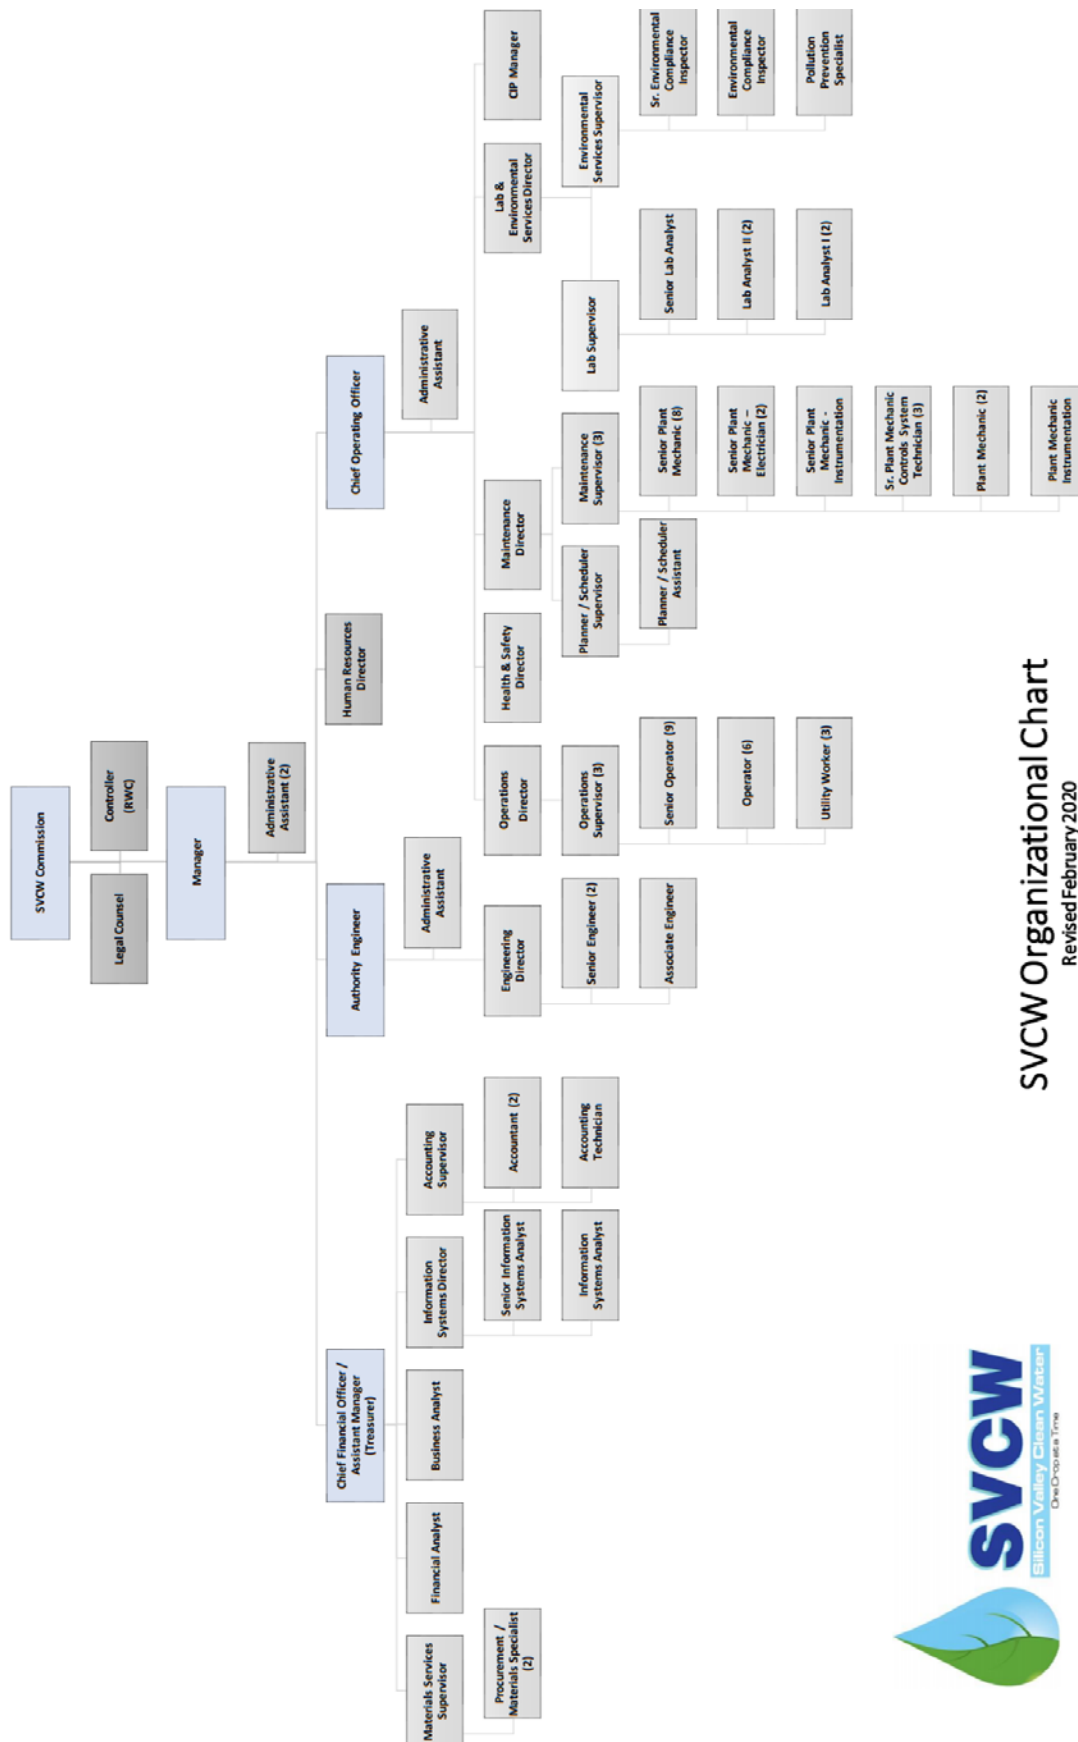 SVCW Commission
Legal Counsel
Controller
(RWC)
Manager
Administrative
Assistant (2)
Chief Financial Officer /
Assistant Manager
(Treasurer)
Authority Engineer
Human Resources
Director
Chief Operating Officer
Administrative
Assistant
Administrative
Assistant
Materials Services
Supervisor
Financial Analyst
Business Analyst
Information
Systems Director
Accounting
Supervisor
Procurement /
Materials Specialist
(2)
Senior Information
Systems Analyst
Information
Systems Analyst
Accountant (2)
Accounting
Technician
Engineering
Director
Senior Engineer (2)
Associate Engineer
Operations
Director
Health & Safety
Director
Maintenance
Director
Lab &
Environmental
Services Director
CIP Manager
Operations
Supervisor (3)
Senior Operator (9)
Operator (6)
Utility Worker (3)
Planner / Scheduler
Supervisor
Planner / Scheduler
Assistant
Maintenance
Supervisor (3)
Senior Plant
Mechanic (8)
Senior Plant
Mechanic –
Electrician (2)
Senior Plant
Mechanic -
Instrumentation
Sr. Plant Mechanic
Controls System
Technician (3)
Plant Mechanic (2)
Plant Mechanic
Instrumentation
Lab Supervisor
Senior Lab Analyst
Lab Analyst II (2)
Lab Analyst I (2)
Environmental
Services Supervisor
Sr. Environmental
Compliance
Inspector
Environmental
Compliance
Inspector
Pollution
Prevention
Specialist
SVCW
Silicon Valley Clean Water
One Drop at a Time
SVCW Organizational Chart
Revised February 2020